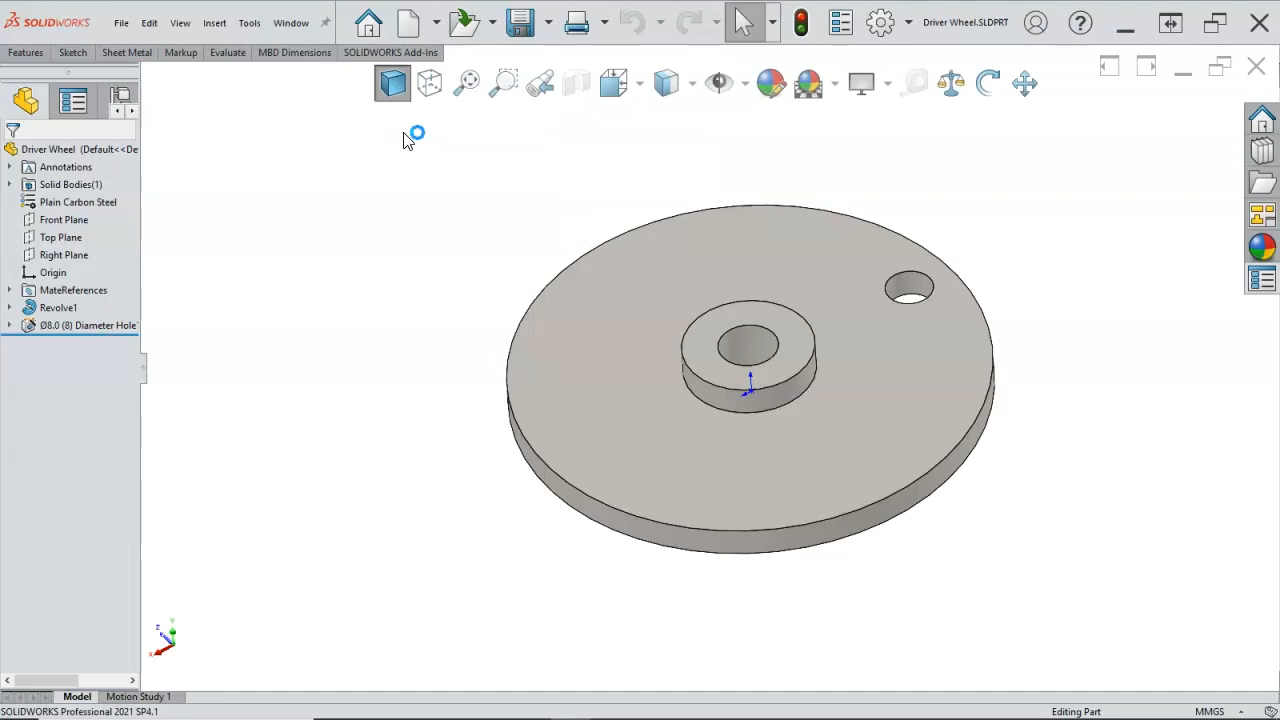 SOLIDWORKS File Edit View Insert Tools Window Driver Wheel.SLDPRT
Features Sketch Sheet Metal Markup Evaluate MBD Dimensions SOLIDWORKS Add-Ins
Driver Wheel (Default<<De
Annotations
Solid Bodies(1)
Plain Carbon Steel
Front Plane
Top Plane
Right Plane
Origin
MateReferences
Revolve1
Ø8.0 (8) Diameter Hole
Y
Z
X
Model Motion Study 1
SOLIDWORKS Professional 2021 SP4.1 Editing Part MMGS